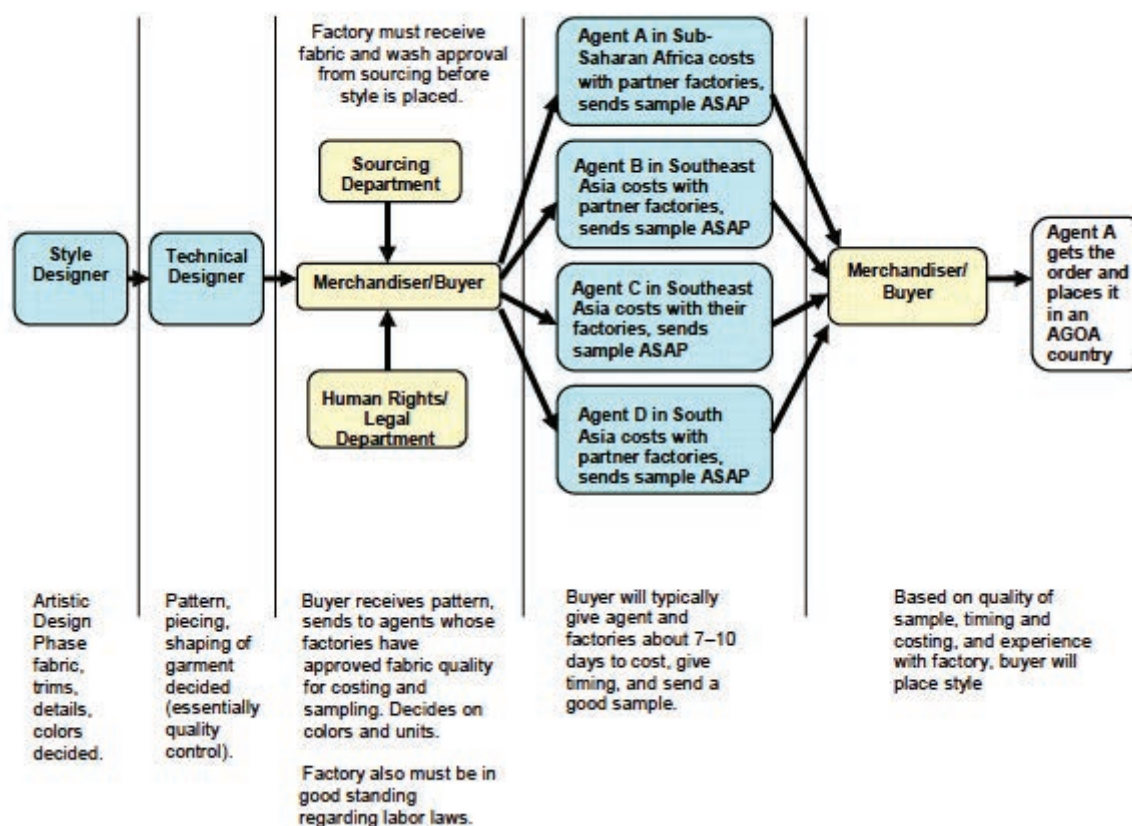 Factory must receive
fabric and wash approval
from sourcing before
style is placed.
Agent A in Sub-
Saharan Africa costs
with partner factories,
sends sample ASAP
Sourcing
Department
Agent B in Southeast
Asia costs with
partner factories,
sends sample ASAP
Style
Designer
Technical
Designer
Merchandiser/Buyer
Agent C in Southeast
Asia costs with their
factories, sends
sample ASAP
Merchandiser/
Buyer
Agent A
gets the
order and
places it
in an
AGOA
country
Human Rights/
Legal
Department
Agent D in South
Asia costs with
partner factories,
sends sample ASAP
Artistic
Design
Phase
fabric,
trims,
details,
colors
decided.
Pattern,
piecing,
shaping of
garment
decided
(essentially
quality
control).
Buyer receives pattern,
sends to agents whose
factories have
approved fabric quality
for costing and
sampling. Decides on
colors and units.
Factory also must be in
good standing
regarding labor laws.
Buyer will typically
give agent and
factories about 7–10
days to cost, give
timing, and send a
good sample.
Based on quality of
sample, timing and
costing, and experience
with factory, buyer will
place style